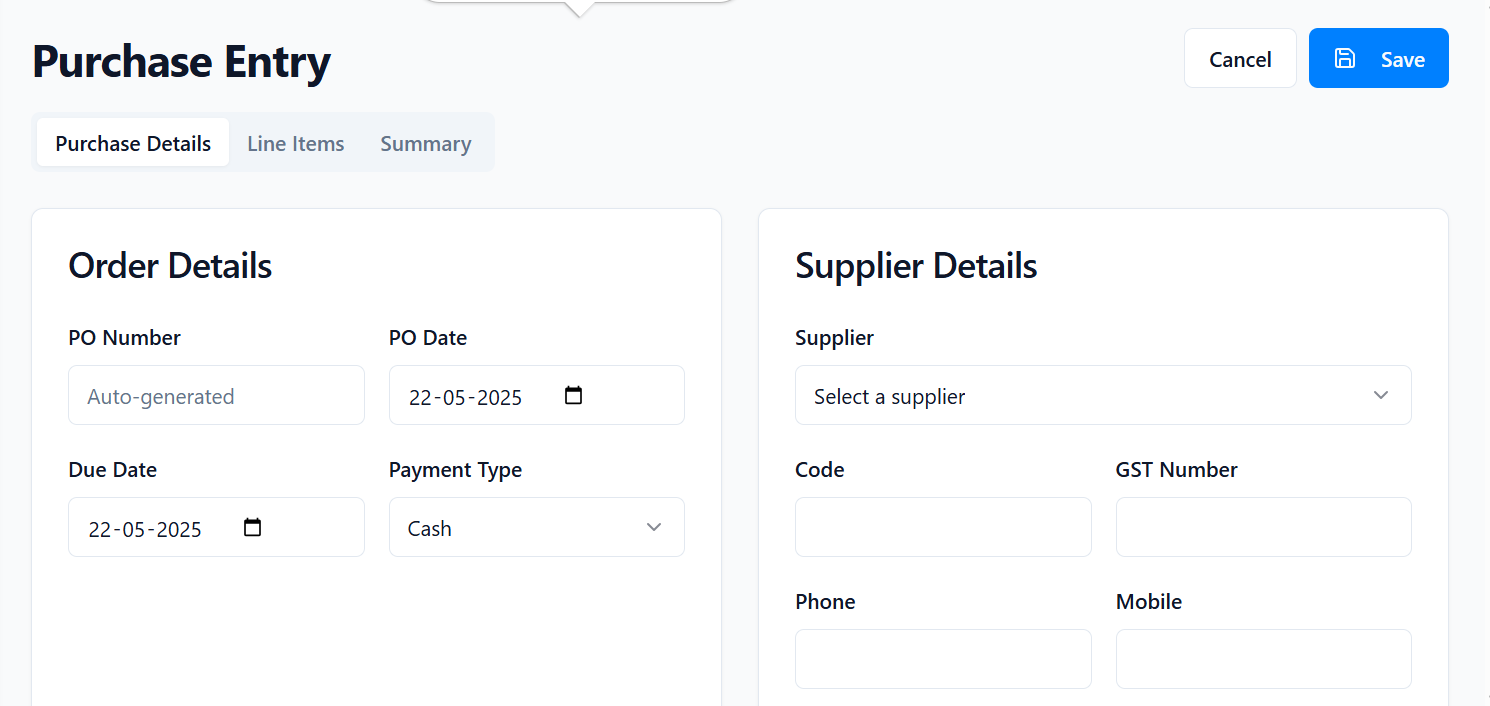 Purchase Entry
Cancel
Save
Purchase Details
Line Items
Summary
Order Details
PO Number
PO Date
Auto-generated
22-05-2025
Due Date
Payment Type
22-05-2025
Cash
Supplier Details
Supplier
Select a supplier
Code
GST Number
Phone
Mobile